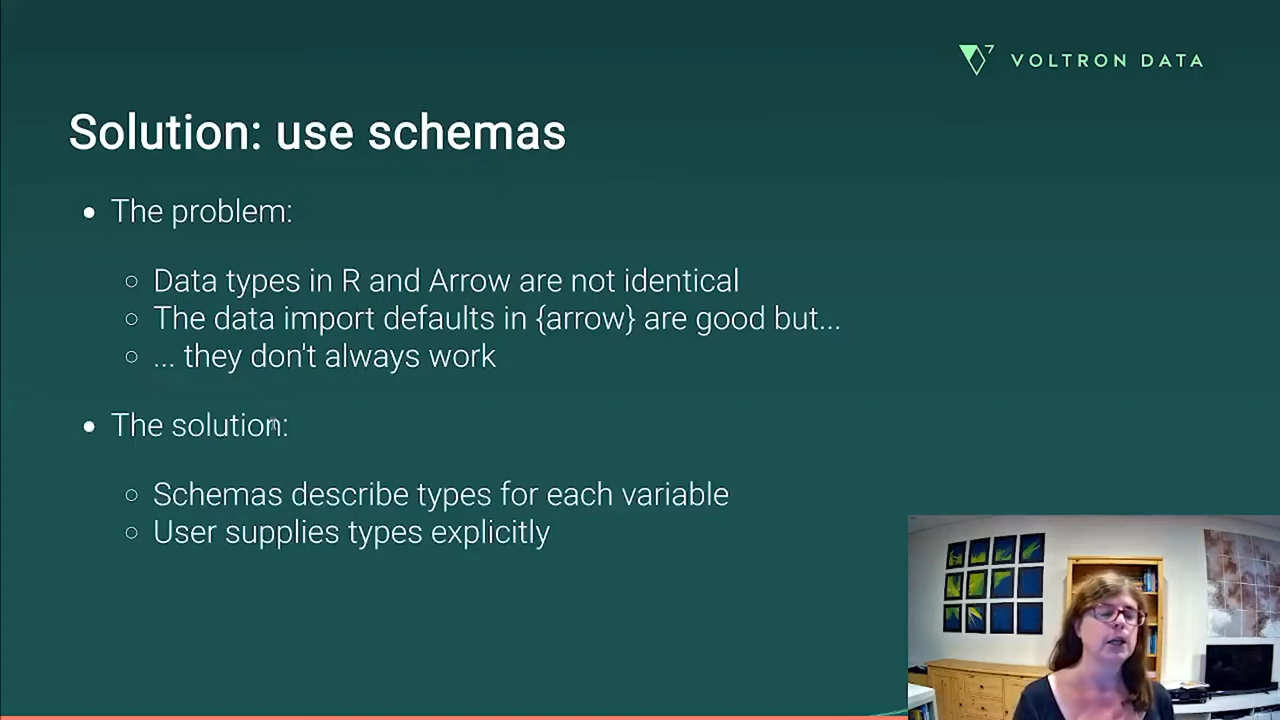 VOLTRON DATA
Solution: use schemas
The problem:
Data types in R and Arrow are not identical
The data import defaults in {arrow} are good but...
... they don't always work
The solution:
Schemas describe types for each variable
User supplies types explicitly